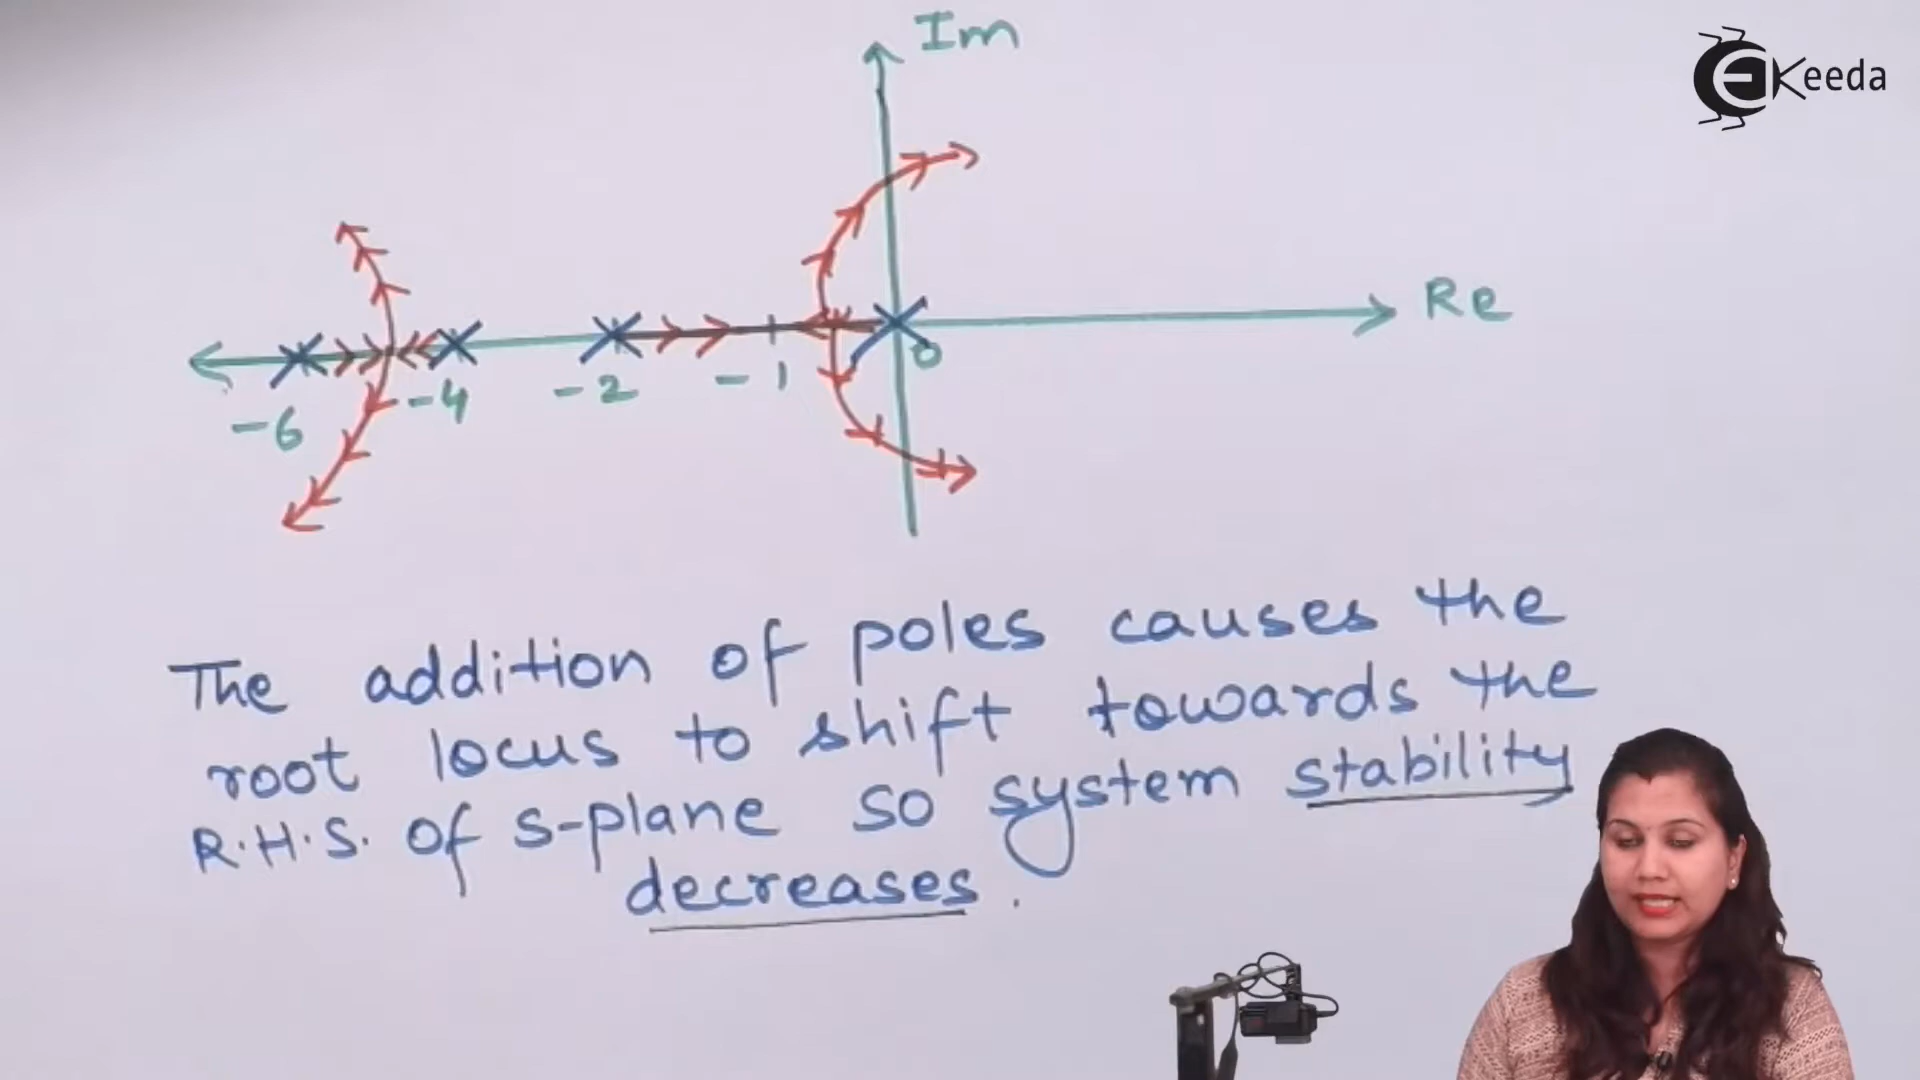 Im
EKeeda
Re
-6 -4 -2 -1 0
The addition of poles causes the
root locus to shift towards the
R.H.S. of s-plane so system stability
decreases.